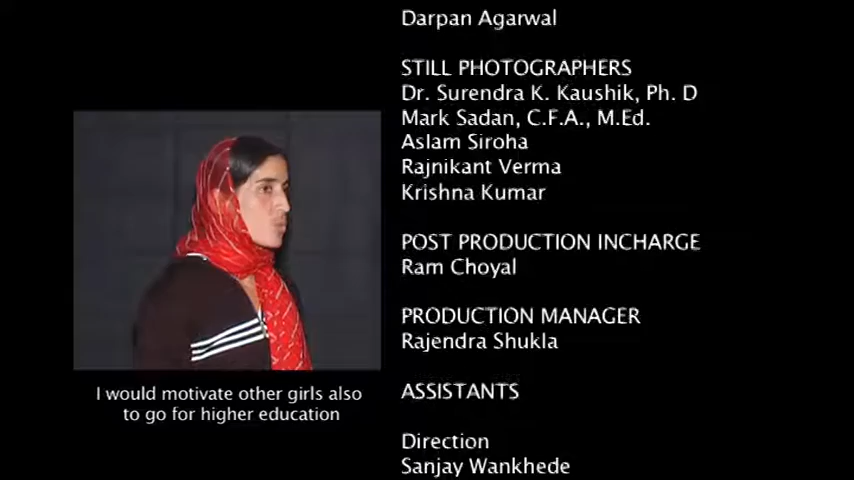 Darpan Agarwal
STILL PHOTOGRAPHERS
Dr. Surendra K. Kaushik, Ph. D
Mark Sadan, C.F.A., M.Ed.
Aslam Siroha
Rajnikant Verma
Krishna Kumar
POST PRODUCTION INCHARGE
Ram Choyal
PRODUCTION MANAGER
Rajendra Shukla
ASSISTANTS
Direction
Sanjay Wankhede
I would motivate other girls also
to go for higher education